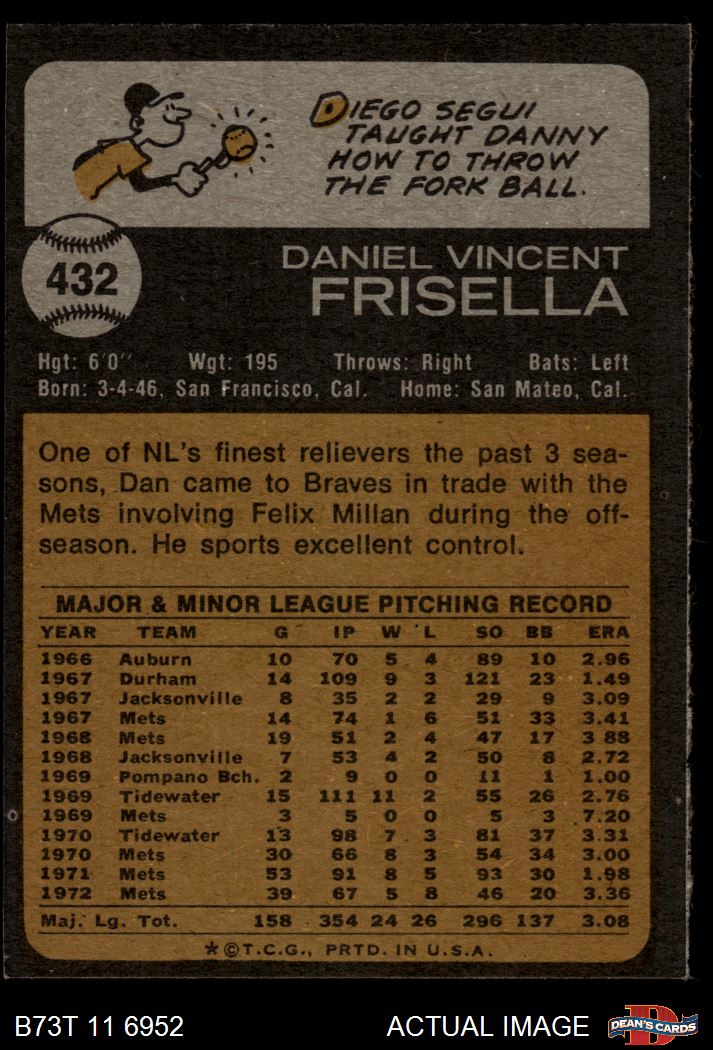 DIEGO SEGUI
TAUGHT DANNY
HOW TO THROW
THE FORK BALL.
432
DANIEL VINCENT
FRISELLA
Hgt: 6'0" Wgt: 195 Throws: Right Bats: Left
Born: 3-4-46, San Francisco, Cal. Home: San Mateo, Cal.
One of NL's finest relievers the past 3 sea-
sons, Dan came to Braves in trade with the
Mets involving Felix Millan during the off-
season. He sports excellent control.
MAJOR & MINOR LEAGUE PITCHING RECORD
YEAR TEAM G IP W L SO BB ERA
1966 Auburn 10 70 5 4 89 10 2.96
1967 Durham 14 109 9 3 121 23 1.49
1967 Jacksonville 8 35 2 2 29 9 3.09
1967 Mets 14 74 1 6 51 33 3.41
1968 Mets 19 51 2 4 47 17 3 88
1968 Jacksonville 7 53 4 2 50 8 2.72
1969 Pompano Bch. 2 9 0 0 11 1 1.00
1969 Tidewater 15 111 11 2 55 26 2.76
1969 Mets 3 5 0 0 5 3 7.20
1970 Tidewater 13 98 7 3 81 37 3.31
1970 Mets 30 66 8 3 54 34 3.00
1971 Mets 53 91 8 5 93 30 1.98
1972 Mets 39 67 5 8 46 20 3.36
Maj. Lg. Tot. 158 354 24 26 296 137 3.08
*©T.C.G., PRTD. IN U.S.A.
B73T 11 6952 ACTUAL IMAGE DEAN'S CARDS